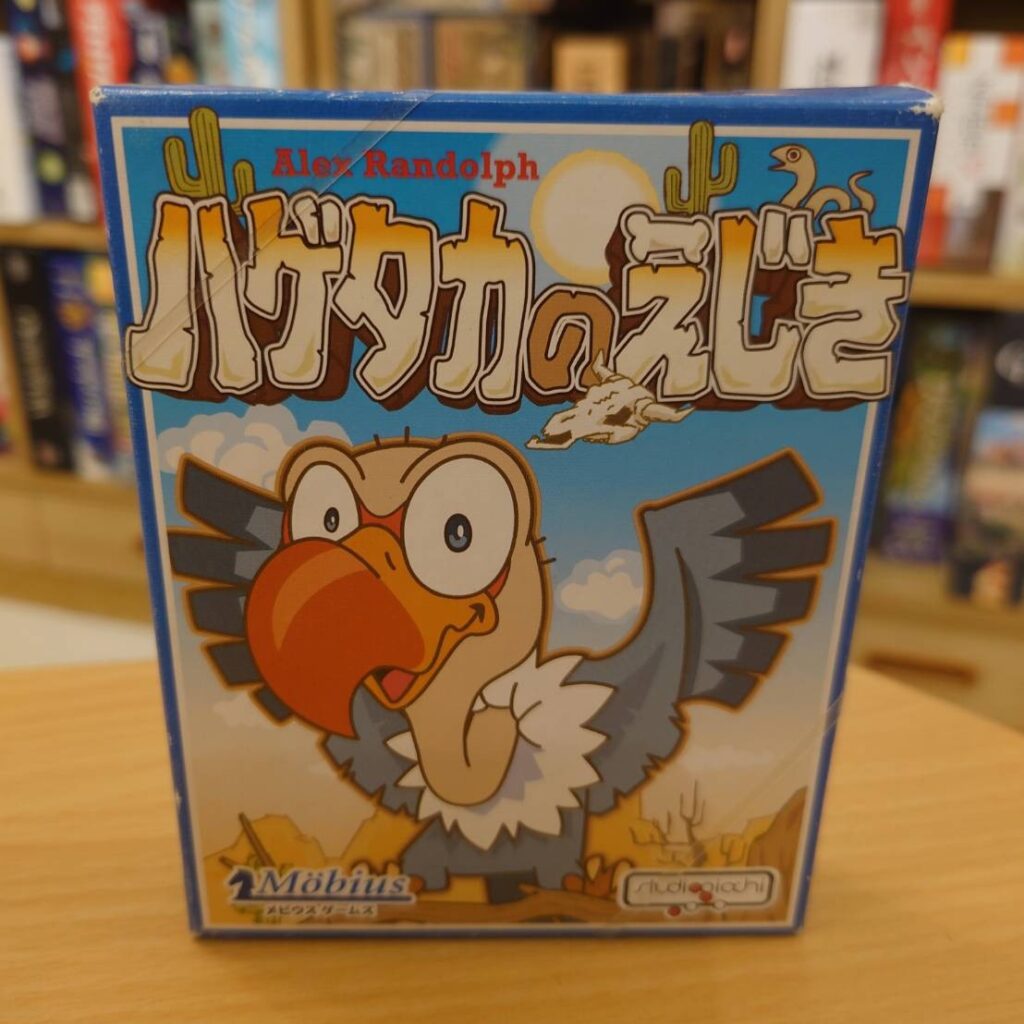 Alex Randolph
ハゲタカのえじき
Möbius
メビウスゲームズ
studiogiochi